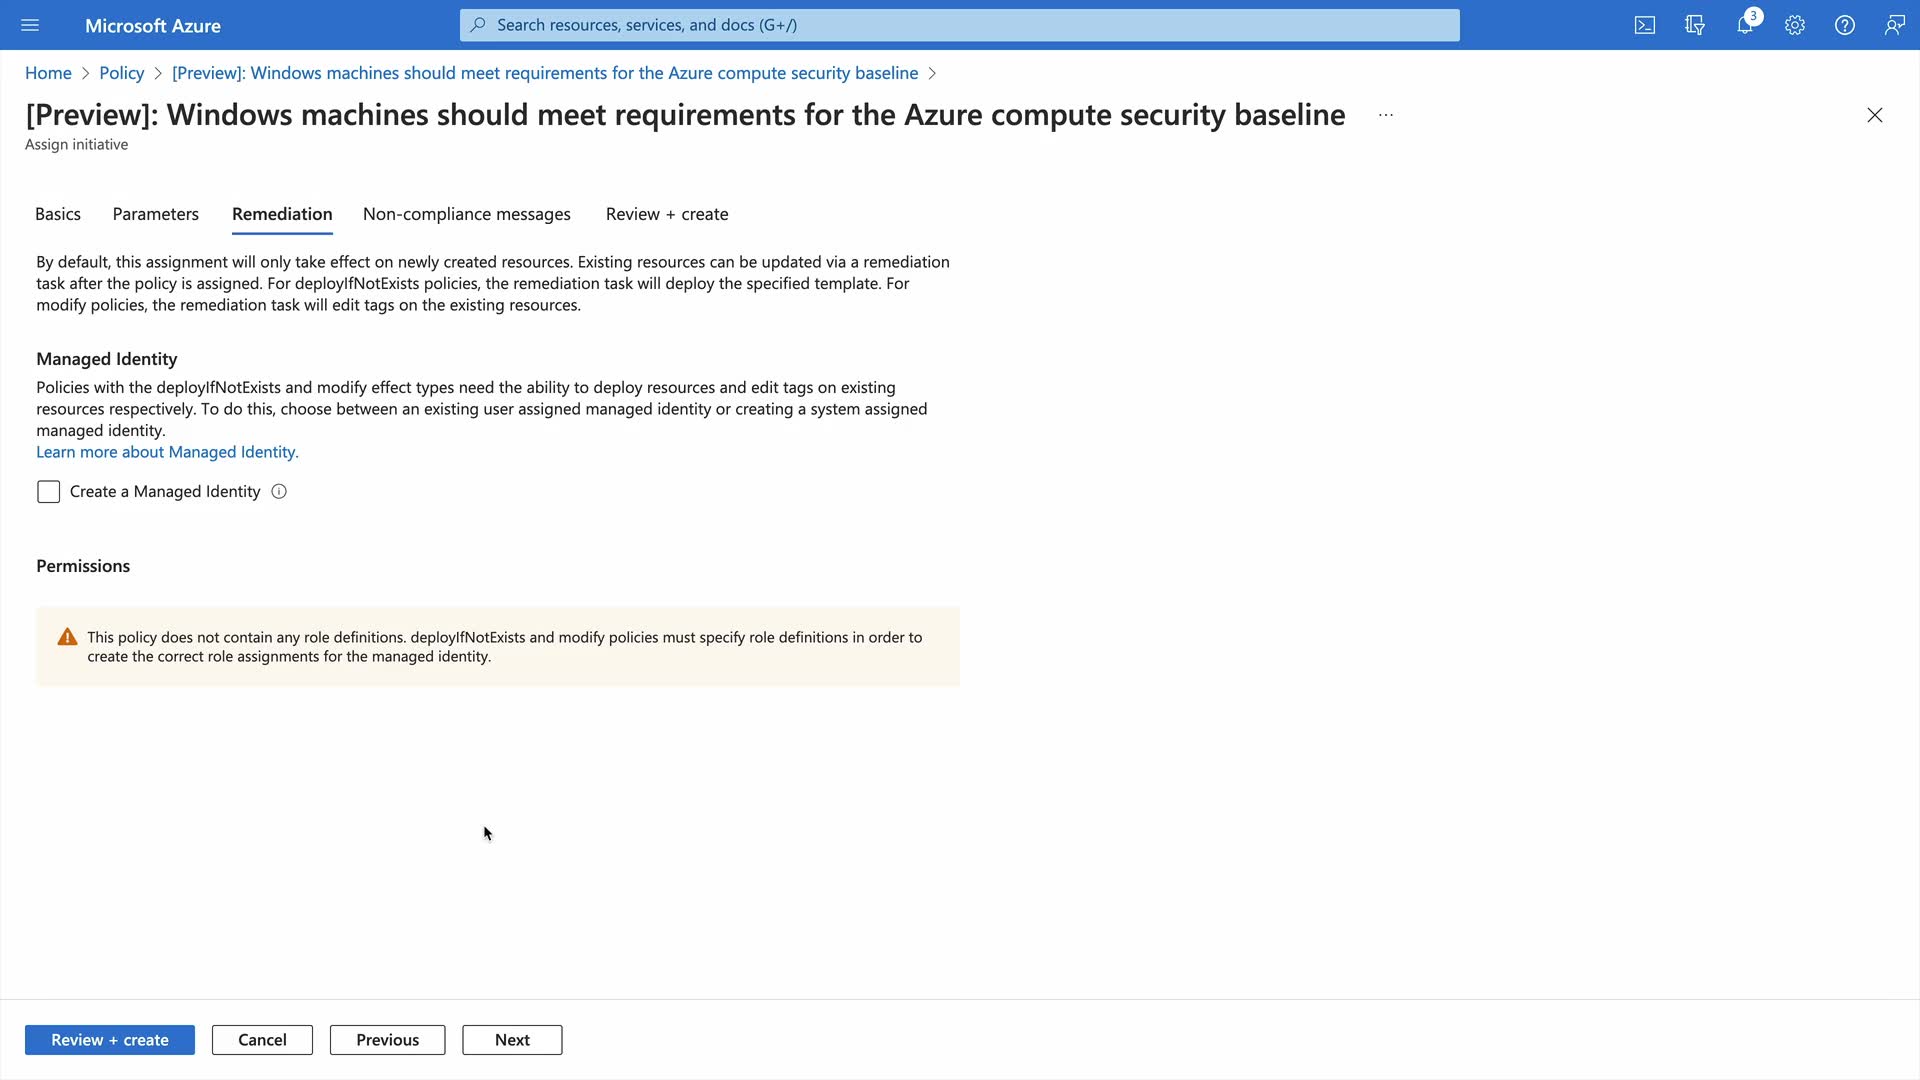 Microsoft Azure
Search resources, services, and docs (G+/)
3
Home > Policy > [Preview]: Windows machines should meet requirements for the Azure compute security baseline >
[Preview]: Windows machines should meet requirements for the Azure compute security baseline ...
Assign initiative
Basics Parameters Remediation Non-compliance messages Review + create
By default, this assignment will only take effect on newly created resources. Existing resources can be updated via a remediation
task after the policy is assigned. For deployIfNotExists policies, the remediation task will deploy the specified template. For
modify policies, the remediation task will edit tags on the existing resources.
Managed Identity
Policies with the deployIfNotExists and modify effect types need the ability to deploy resources and edit tags on existing
resources respectively. To do this, choose between an existing user assigned managed identity or creating a system assigned
managed identity.
Learn more about Managed Identity.
Create a Managed Identity
Permissions
This policy does not contain any role definitions. deployIfNotExists and modify policies must specify role definitions in order to
create the correct role assignments for the managed identity.
Review + create Cancel Previous Next